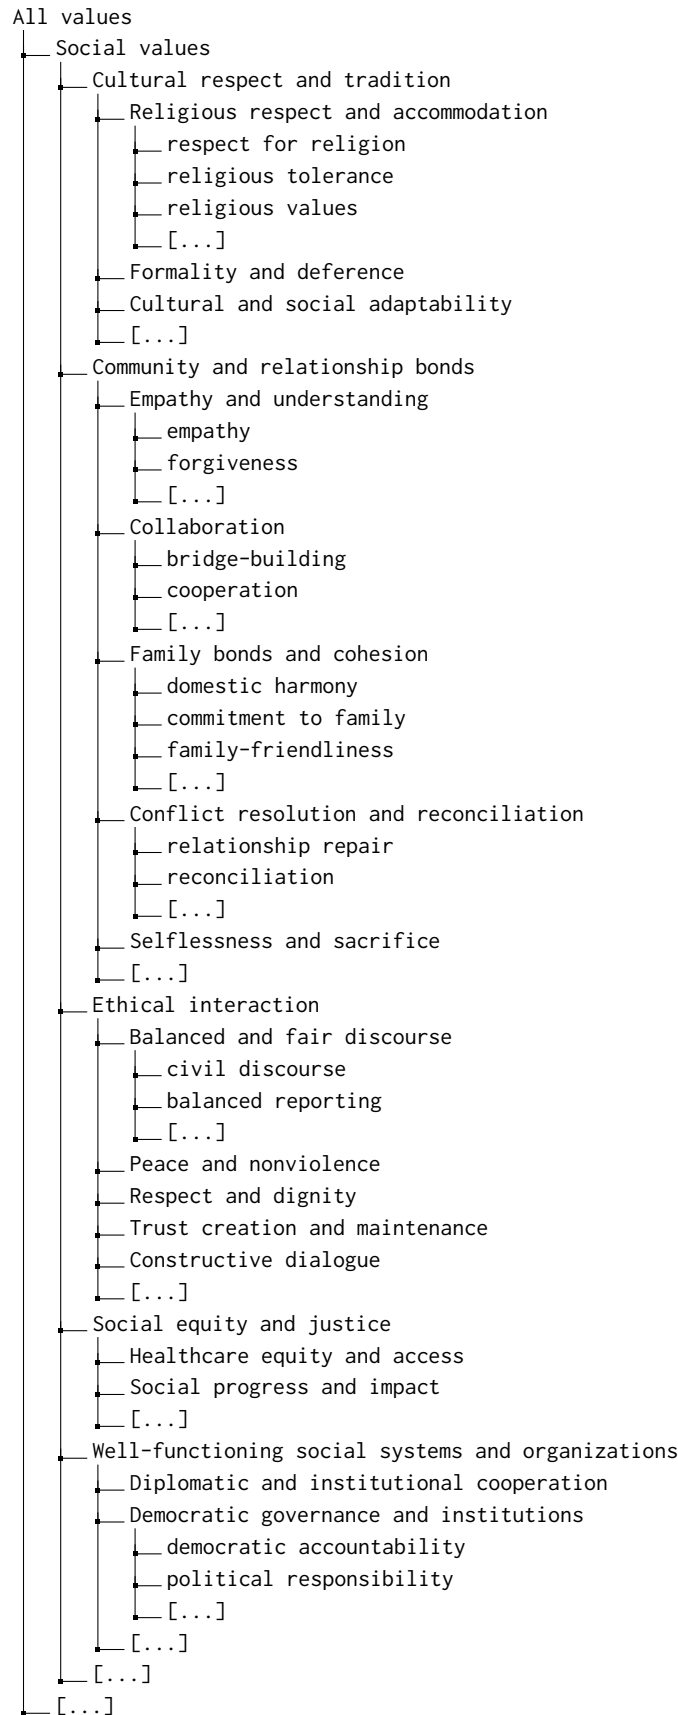 All values
Social values
Cultural respect and tradition
Religious respect and accommodation
respect for religion
religious tolerance
religious values
[...]
Formality and deference
Cultural and social adaptability
[...]
Community and relationship bonds
Empathy and understanding
empathy
forgiveness
[...]
Collaboration
bridge-building
cooperation
[...]
Family bonds and cohesion
domestic harmony
commitment to family
family-friendliness
[...]
Conflict resolution and reconciliation
relationship repair
reconciliation
[...]
Selflessness and sacrifice
[...]
Ethical interaction
Balanced and fair discourse
civil discourse
balanced reporting
[...]
Peace and nonviolence
Respect and dignity
Trust creation and maintenance
Constructive dialogue
[...]
Social equity and justice
Healthcare equity and access
Social progress and impact
[...]
Well-functioning social systems and organizations
Diplomatic and institutional cooperation
Democratic governance and institutions
democratic accountability
political responsibility
[...]
[...]
[...]
[...]